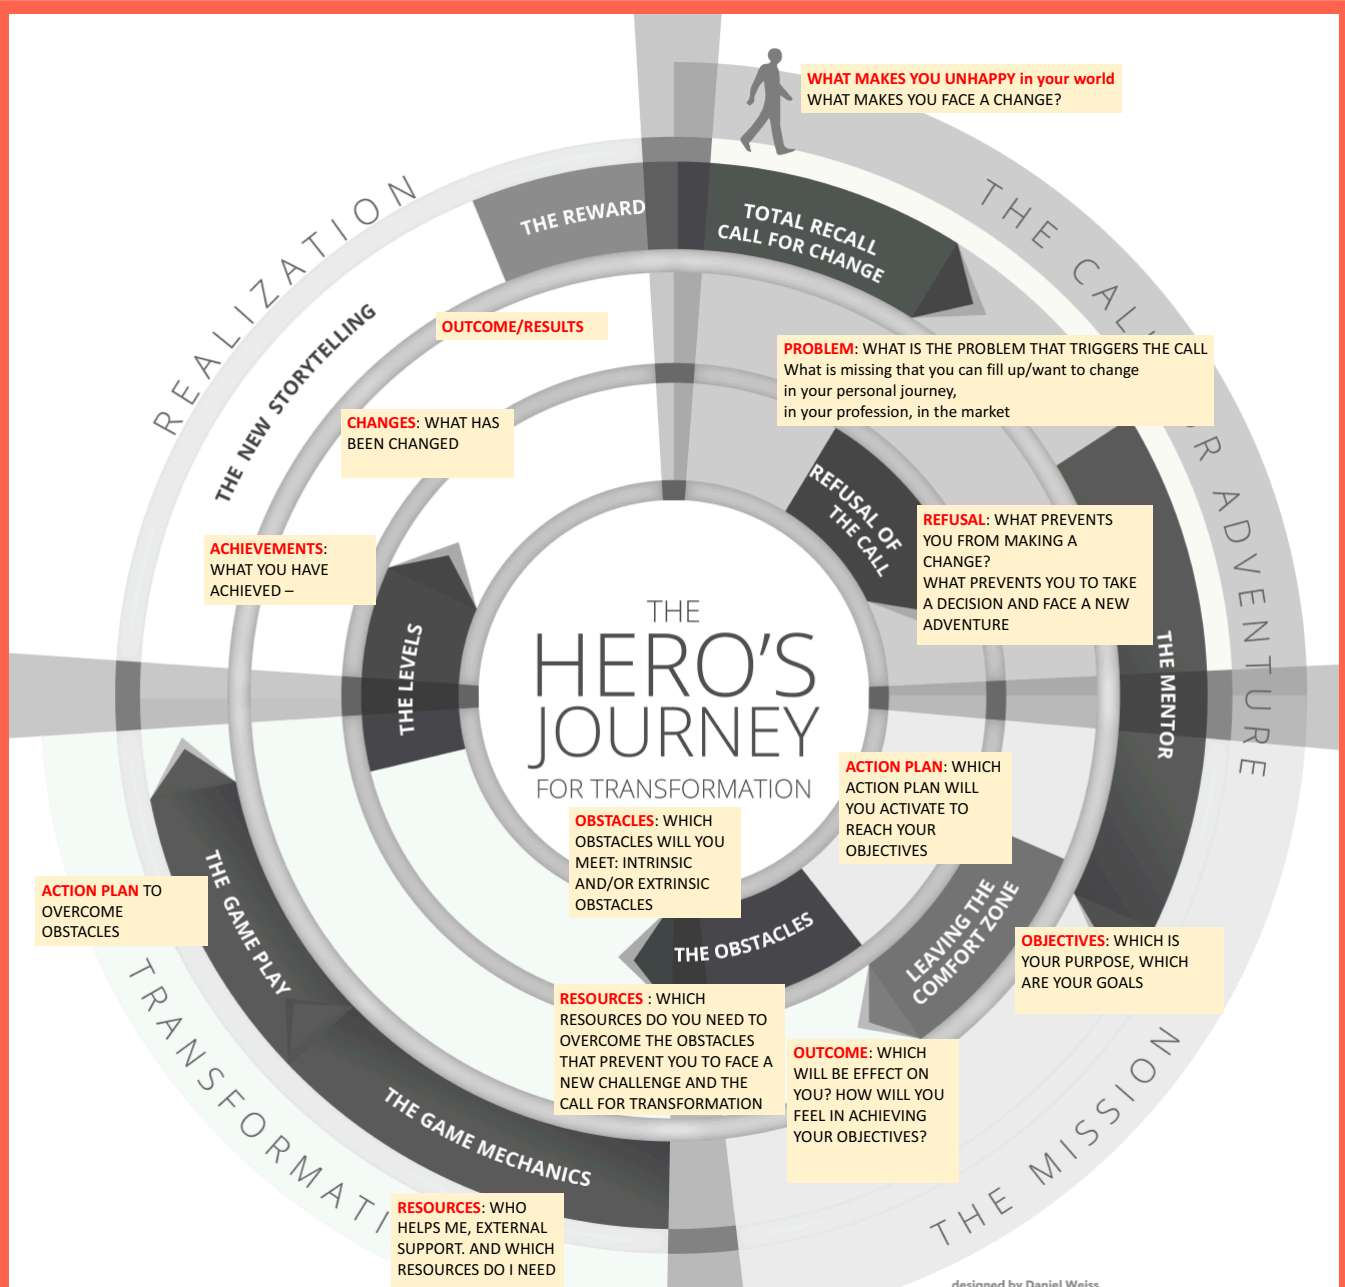 WHAT MAKES YOU UNHAPPY in your world
WHAT MAKES YOU FACE A CHANGE?
THE REWARD
TOTAL RECALL
CALL FOR CHANGE
REALIZATION
THE NEW STORYTELLING
OUTCOME/RESULTS
PROBLEM: WHAT IS THE PROBLEM THAT TRIGGERS THE CALL
What is missing that you can fill up/want to change
in your personal journey,
in your profession, in the market
CHANGES: WHAT HAS
BEEN CHANGED
REFUSAL OF
THE CALL
REFUSAL: WHAT PREVENTS
YOU FROM MAKING A
CHANGE?
WHAT PREVENTS YOU TO TAKE
A DECISION AND FACE A NEW
ADVENTURE
THE CAL OR ADVENTURE
ACHIEVEMENTS:
WHAT YOU HAVE
ACHIEVED –
THE LEVELS
THE
HERO'S
JOURNEY
FOR TRANSFORMATION
THE MENTOR
ACTION PLAN: WHICH
ACTION PLAN WILL
YOU ACTIVATE TO
REACH YOUR
OBJECTIVES
OBSTACLES: WHICH
OBSTACLES WILL YOU
MEET: INTRINSIC
AND/OR EXTRINSIC
OBSTACLES
THE OBSTACLES
LEAVING THE
COMFORT ZONE
OBJECTIVES: WHICH IS
YOUR PURPOSE, WHICH
ARE YOUR GOALS
ACTION PLAN TO
OVERCOME
OBSTACLES
THE GAME PLAY
RESOURCES : WHICH
RESOURCES DO YOU NEED TO
OVERCOME THE OBSTACLES
THAT PREVENT YOU TO FACE A
NEW CHALLENGE AND THE
CALL FOR TRANSFORMATION
OUTCOME: WHICH
WILL BE EFFECT ON
YOU? HOW WILL YOU
FEEL IN ACHIEVING
YOUR OBJECTIVES?
THE MISSION
THE GAME MECHANICS
TRANSFORMATI
RESOURCES: WHO
HELPS ME, EXTERNAL
SUPPORT. AND WHICH
RESOURCES DO I NEED
designed by Daniel Weiss